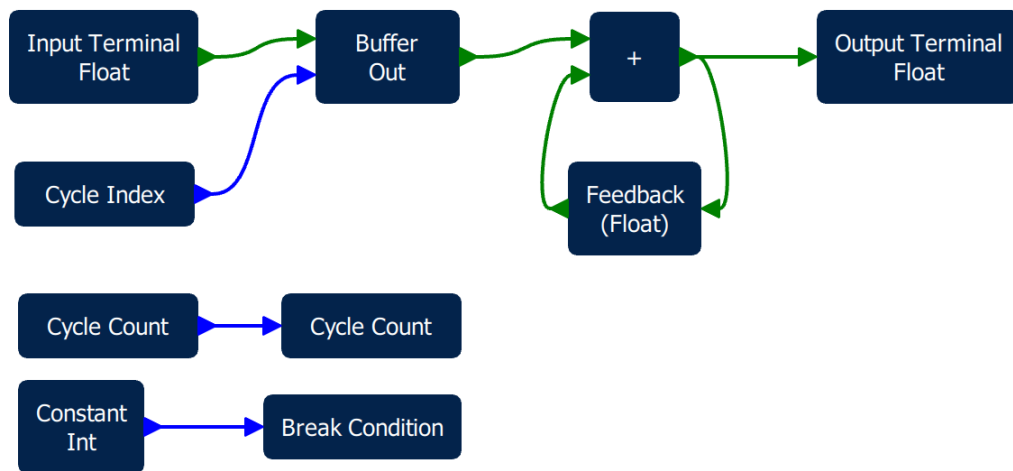 Input Terminal
Float
Buffer
Out
+
Output Terminal
Float
Cycle Index
Feedback
(Float)
Cycle Count
Cycle Count
Constant
Int
Break Condition